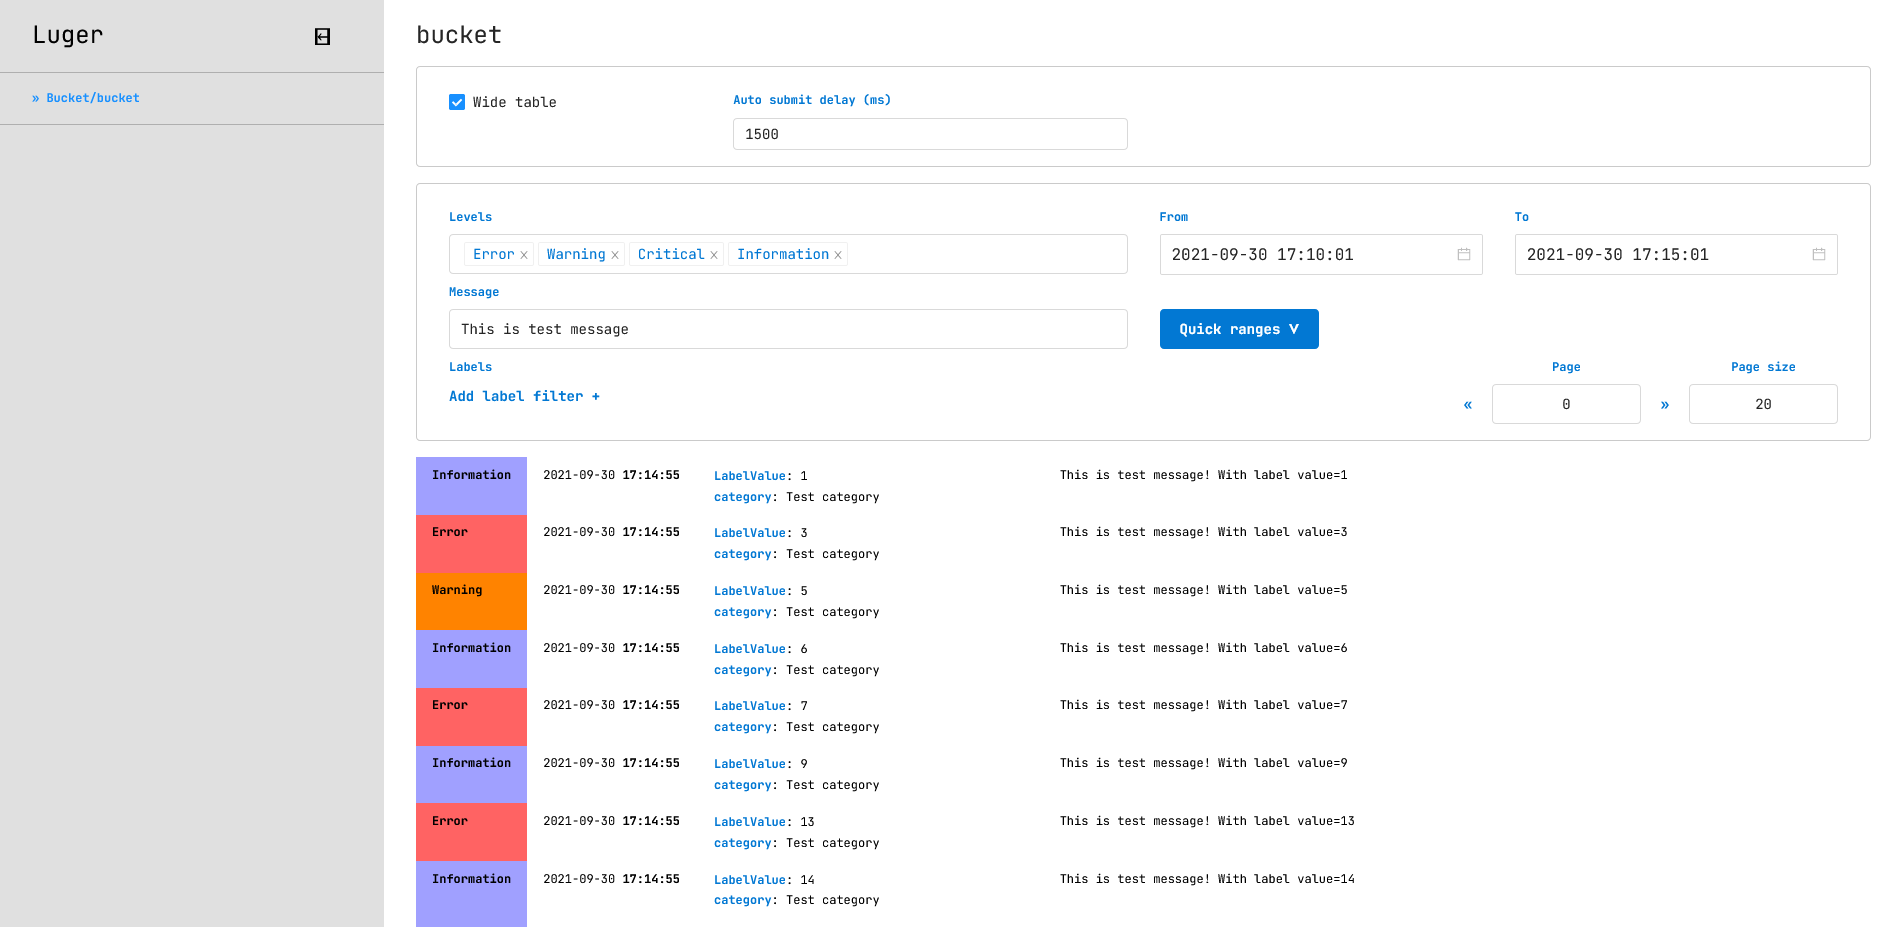 Luger
» Bucket/bucket
bucket
Wide table
Auto submit delay (ms)
1500
Levels
From
To
Error × Warning × Critical × Information ×
2021-09-30 17:10:01
2021-09-30 17:15:01
Message
This is test message
Quick ranges V
Labels
Page
Page size
Add label filter +
«
0
»
20
Information 2021-09-30 17:14:55 LabelValue: 1 This is test message! With label value=1
category: Test category
Error 2021-09-30 17:14:55 LabelValue: 3 This is test message! With label value=3
category: Test category
Warning 2021-09-30 17:14:55 LabelValue: 5 This is test message! With label value=5
category: Test category
Information 2021-09-30 17:14:55 LabelValue: 6 This is test message! With label value=6
category: Test category
Error 2021-09-30 17:14:55 LabelValue: 7 This is test message! With label value=7
category: Test category
Information 2021-09-30 17:14:55 LabelValue: 9 This is test message! With label value=9
category: Test category
Error 2021-09-30 17:14:55 LabelValue: 13 This is test message! With label value=13
category: Test category
Information 2021-09-30 17:14:55 LabelValue: 14 This is test message! With label value=14
category: Test category